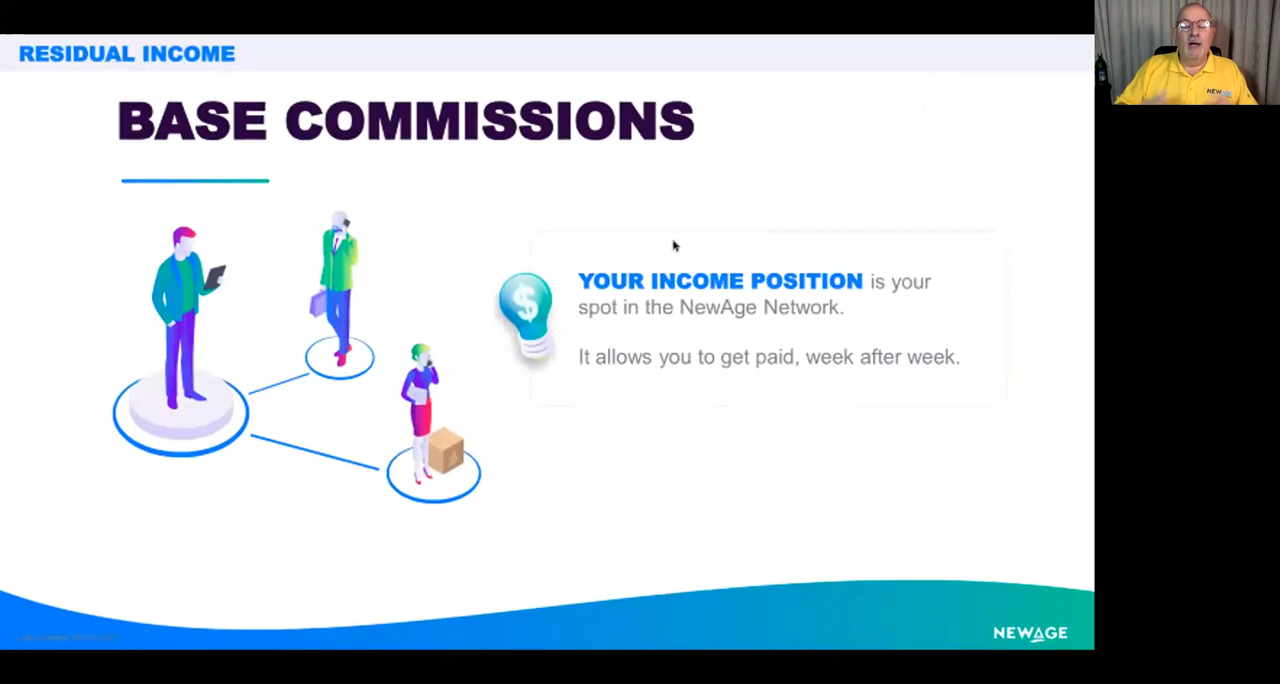 RESIDUAL INCOME
BASE COMMISSIONS
$
YOUR INCOME POSITION is your
spot in the NewAge Network.
It allows you to get paid, week after week.
NEWAGE